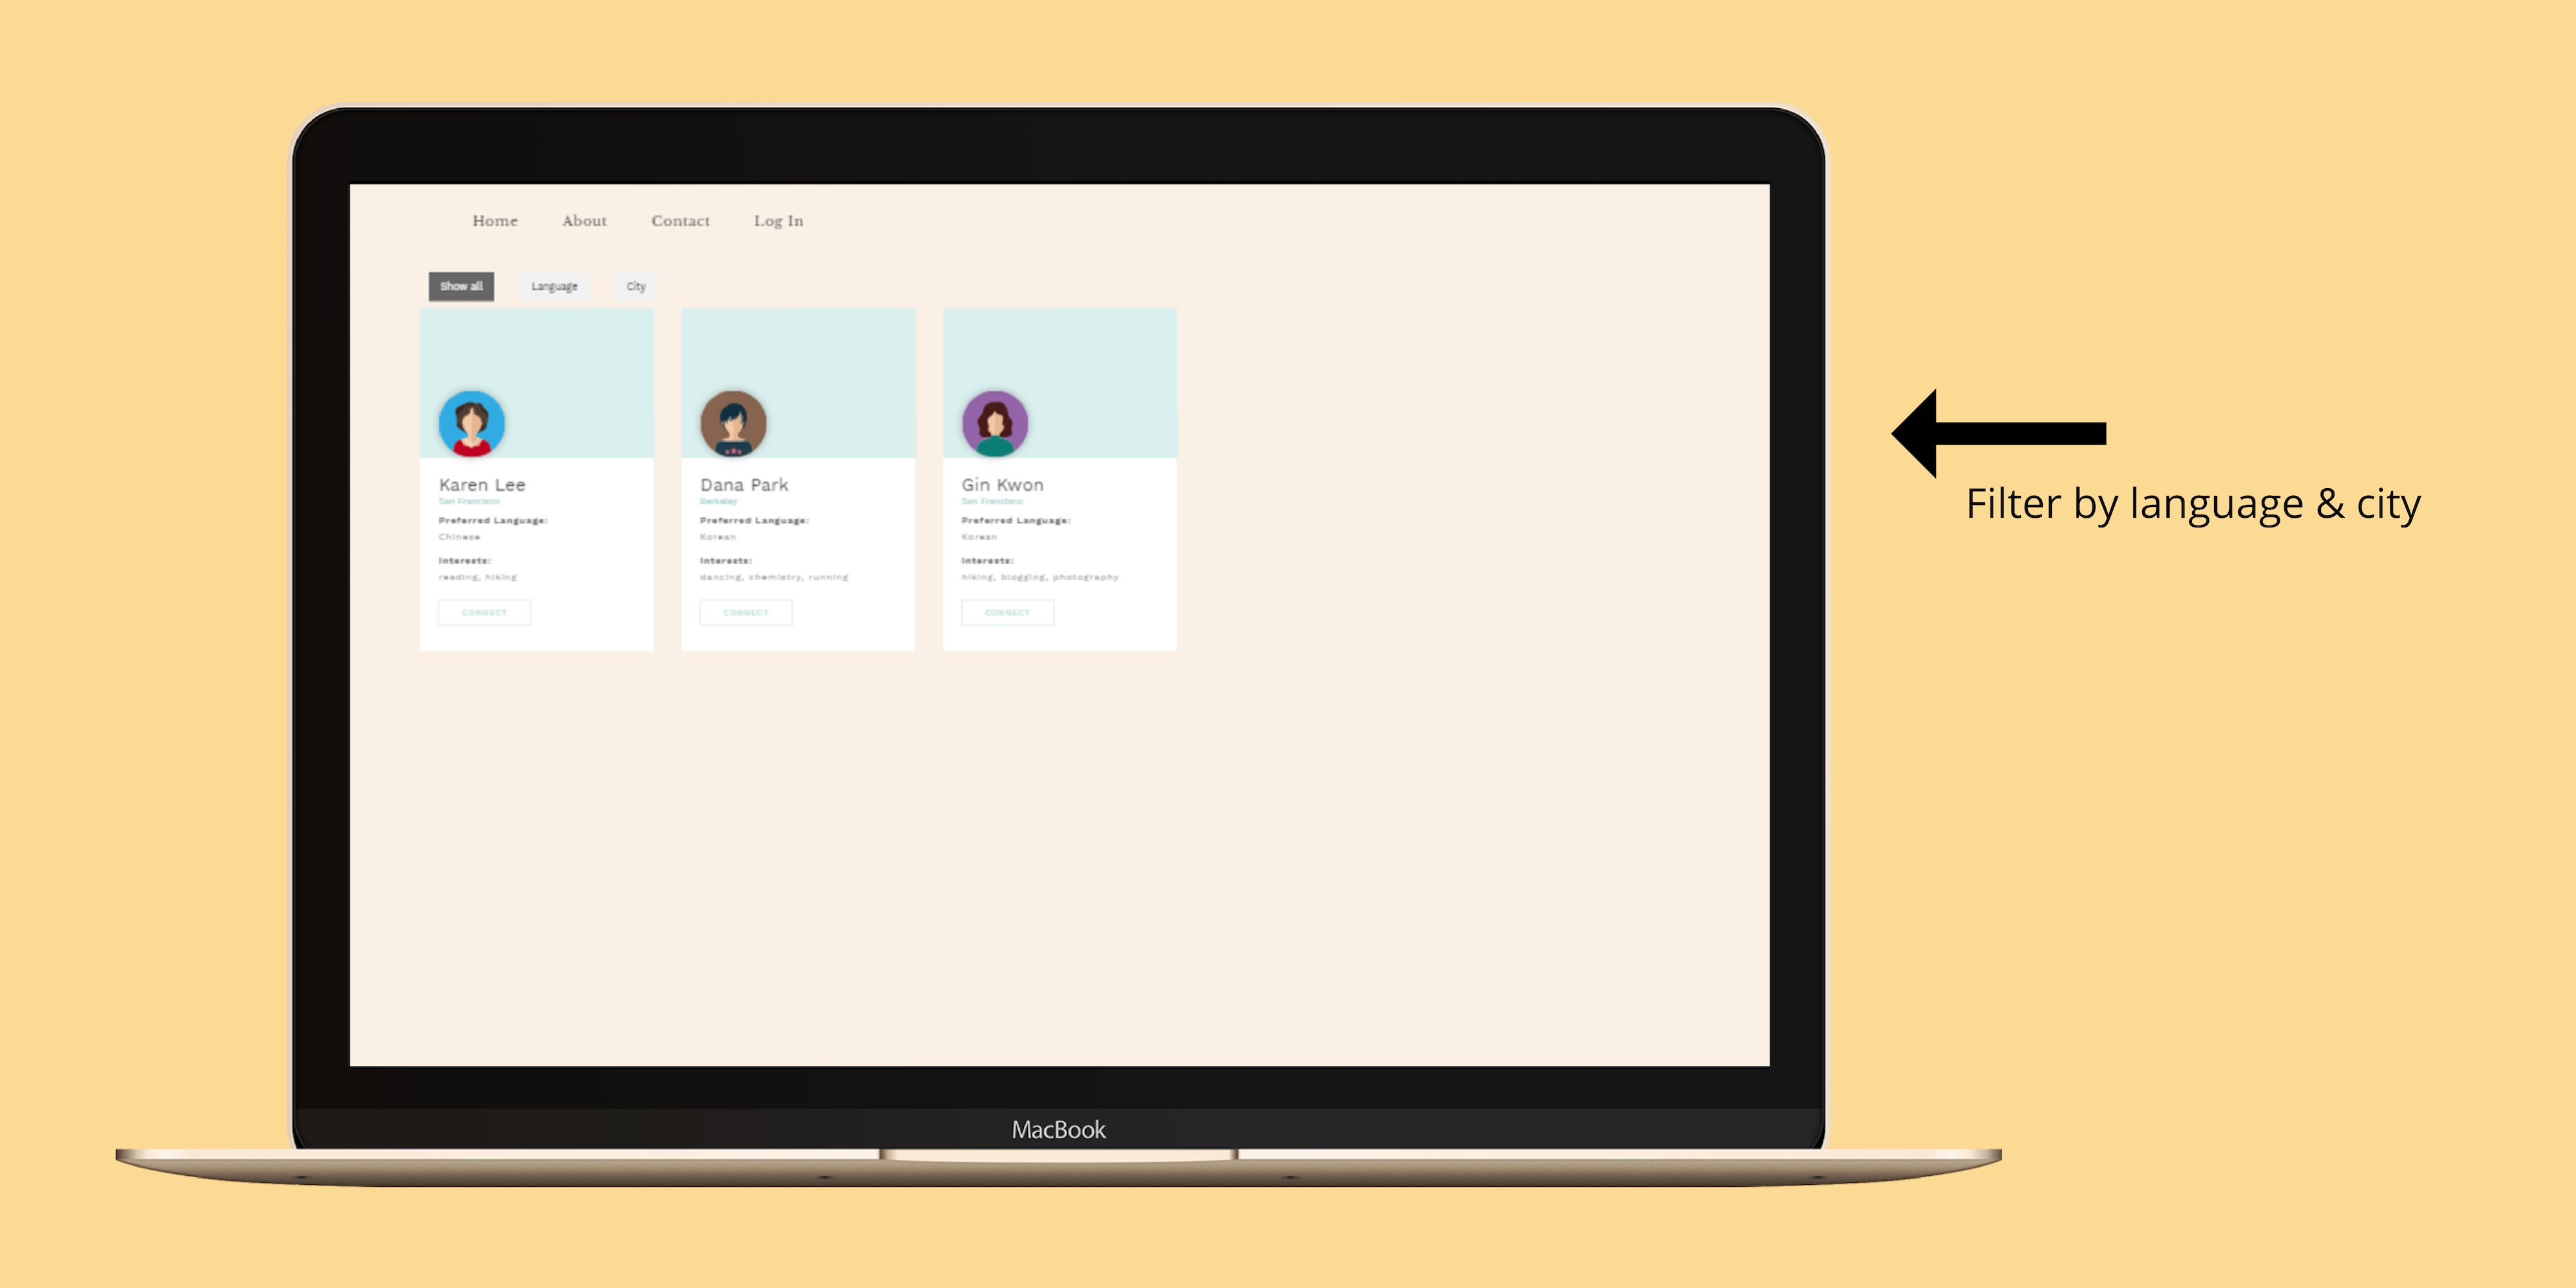 Home About Contact Log In
Show all Language City
Karen Lee
San Francisco
Preferred Language:
Chinese
Interests:
reading, hiking
CONNECT
Dana Park
Berkeley
Preferred Language:
Korean
Interests:
dancing, chemistry, running
CONNECT
Gin Kwon
San Francisco
Preferred Language:
Korean
Interests:
hiking, blogging, photography
CONNECT
Filter by language & city
MacBook